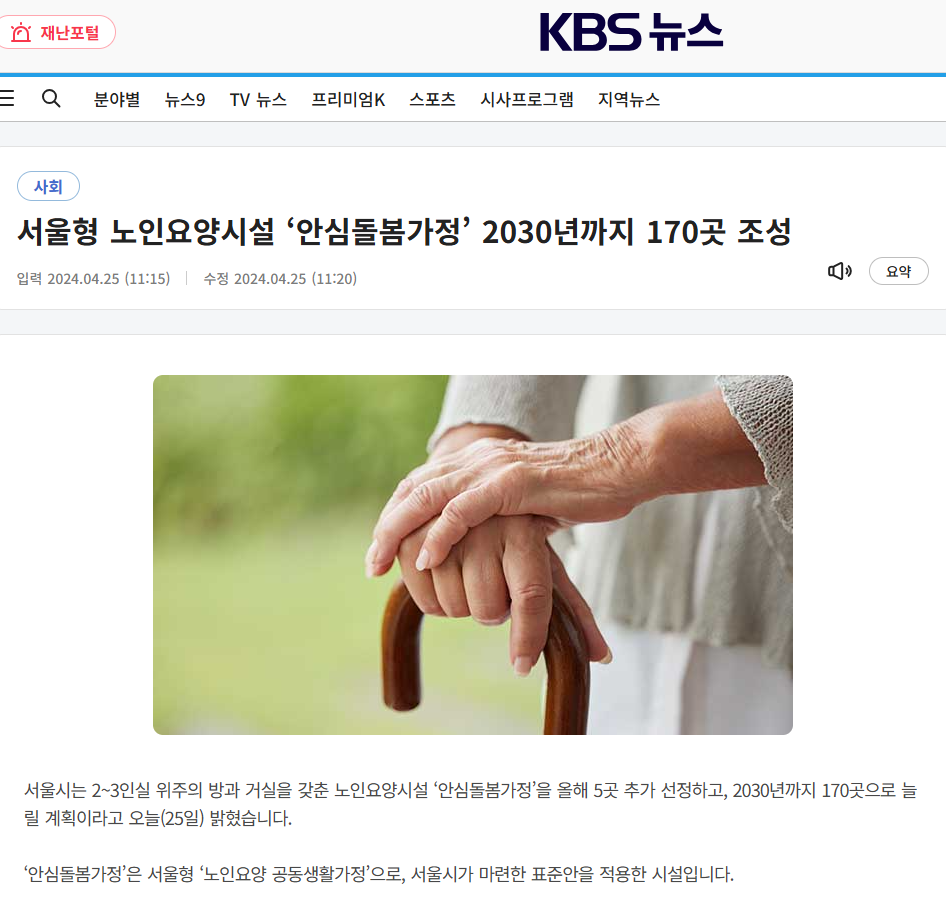 재난포털
KBS 뉴스
분야별 뉴스9 TV 뉴스 프리미엄K 스포츠 시사프로그램 지역뉴스
사회
서울형 노인요양시설 ‘안심돌봄가정’ 2030년까지 170곳 조성
입력 2024.04.25 (11:15) 수정 2024.04.25 (11:20)
요약
서울시는 2~3인실 위주의 방과 거실을 갖춘 노인요양시설 ‘안심돌봄가정’을 올해 5곳 추가 선정하고, 2030년까지 170곳으로 늘
릴 계획이라고 오늘(25일) 밝혔습니다.
‘안심돌봄가정’은 서울형 ‘노인요양 공동생활가정’으로, 서울시가 마련한 표준안을 적용한 시설입니다.